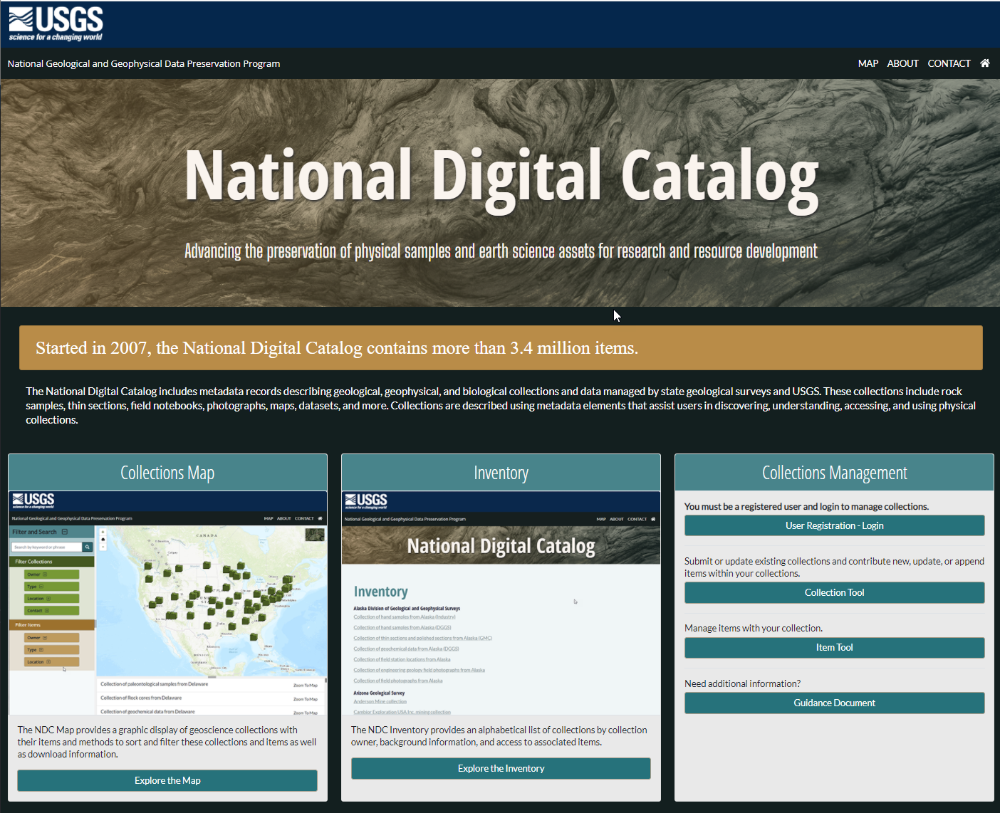 USGS
science for a changing world
National Geological and Geophysical Data Preservation Program
MAP ABOUT CONTACT
National Digital Catalog
Advancing the preservation of physical samples and earth science assets for research and resource development
Started in 2007, the National Digital Catalog contains more than 3.4 million items.
The National Digital Catalog includes metadata records describing geological, geophysical, and biological collections and data managed by state geological surveys and USGS. These collections include rock
samples, thin sections, field notebooks, photographs, maps, datasets, and more. Collections are described using metadata elements that assist users in discovering, understanding, accessing, and using physical
collections.
Collections Map
USGS
science for a changing world
National Geological and Geophysical Data Preservation Program
MAP ABOUT CONTACT
Filter and Search
Search by keyword or phrase
Filter Collections
Owner
Type
Location
Contact
Filter Items
Owner
Type
Location
CANADA
MEXICO
Collection of paleontological samples from Delaware Zoom To Map
Collection of Rock cores from Delaware Zoom To Map
Collection of geochemical data from Delaware Zoom To Map
The NDC Map provides a graphic display of geoscience collections with
their items and methods to sort and filter these collections and items as well
as download information.
Explore the Map
Inventory
USGS
science for a changing world
National Geological and Geophysical Data Preservation Program
MAP ABOUT CONTACT
National Digital Catalog
Inventory
Alaska Division of Geological and Geophysical Surveys
Collection of hand samples from Alaska (Industry)
Collection of hand samples from Alaska (DGGS)
Collection of thin sections and polished sections from Alaska (GMC)
Collection of geochemical data from Alaska (DGGS)
Collection of field station locations from Alaska
Collection of engineering geology field photographs from Alaska
Collection of field photographs from Alaska
Arizona Geological Survey
Anderson Mine collection
Cambior Exploration USA Inc. mining collection
The NDC Inventory provides an alphabetical list of collections by collection
owner, background information, and access to associated items.
Explore the Inventory
Collections Management
You must be a registered user and login to manage collections.
User Registration - Login
Submit or update existing collections and contribute new, update, or append
items within your collections.
Collection Tool
Manage items with your collection.
Item Tool
Need additional information?
Guidance Document